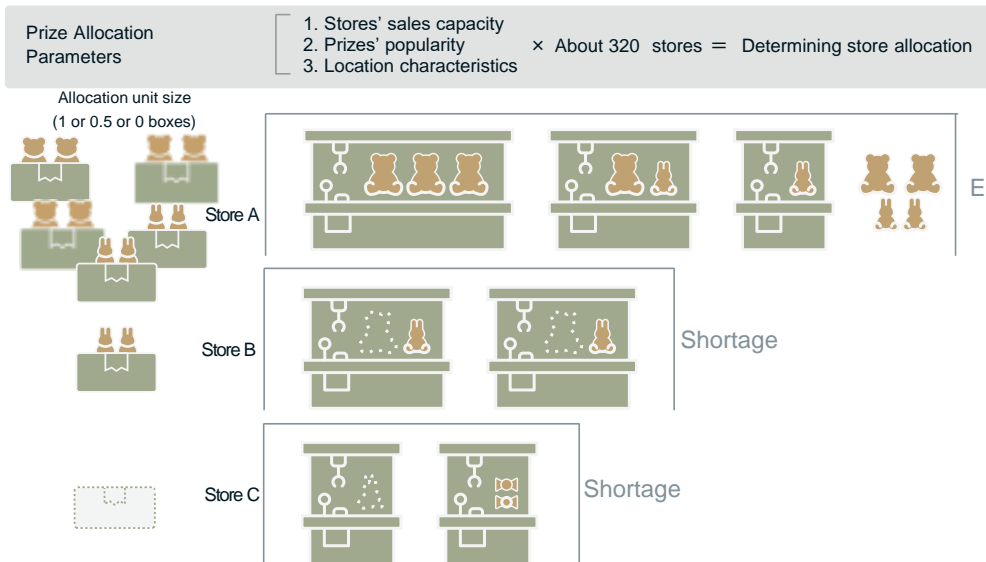 Prize Allocation
Parameters
1. Stores’ sales capacity
2. Prizes’ popularity
3. Location characteristics
× About 320 stores = Determining store allocation
Allocation unit size
(1 or 0.5 or 0 boxes)
Store A
E
Store B
Shortage
Store C
Shortage